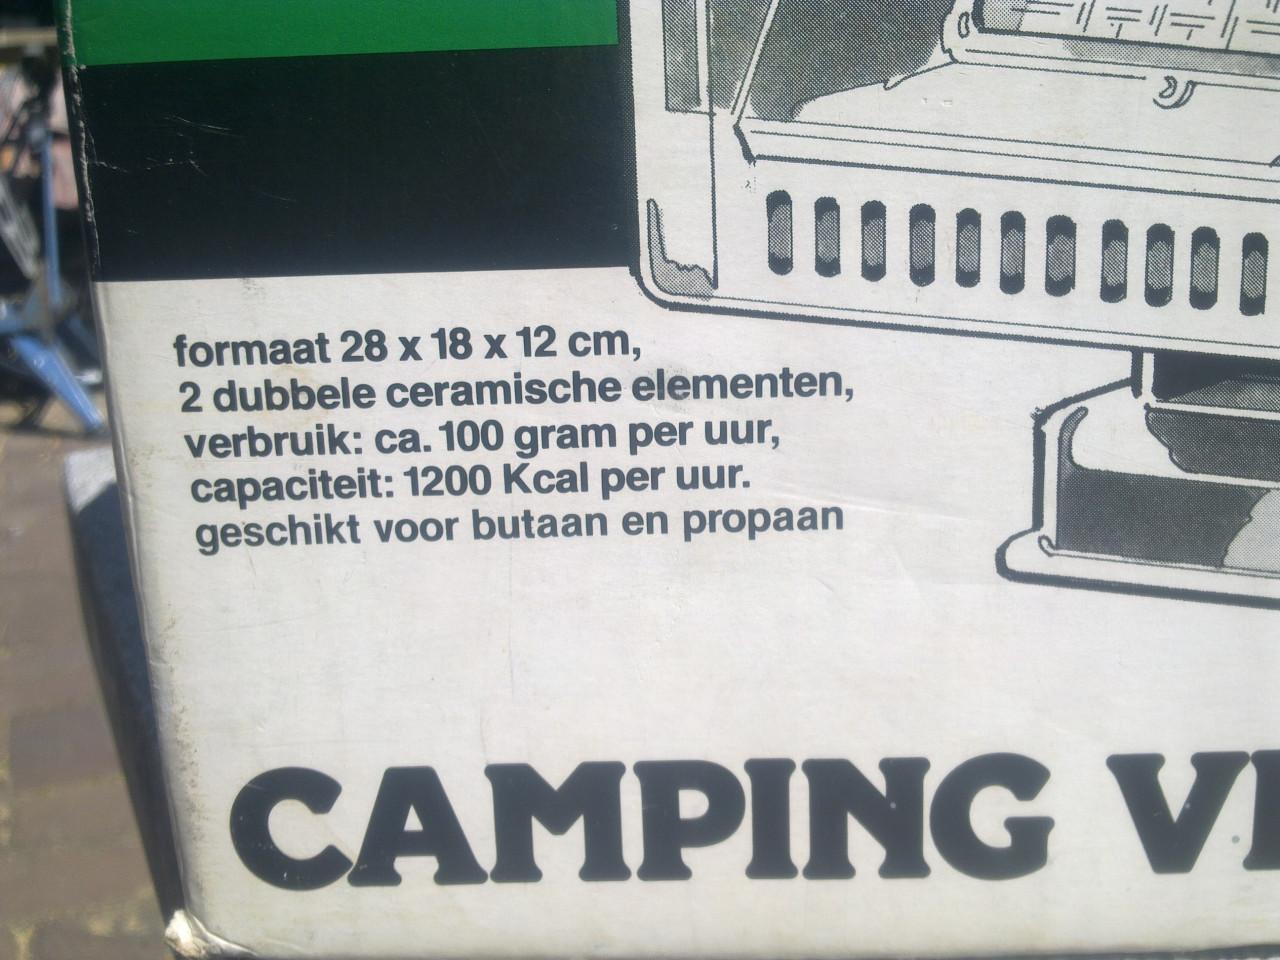 formaat 28 x 18 x 12 cm,
2 dubbele ceramische elementen,
verbruik: ca. 100 gram per uur,
capaciteit: 1200 Kcal per uur.
geschikt voor butaan en propaan
CAMPING